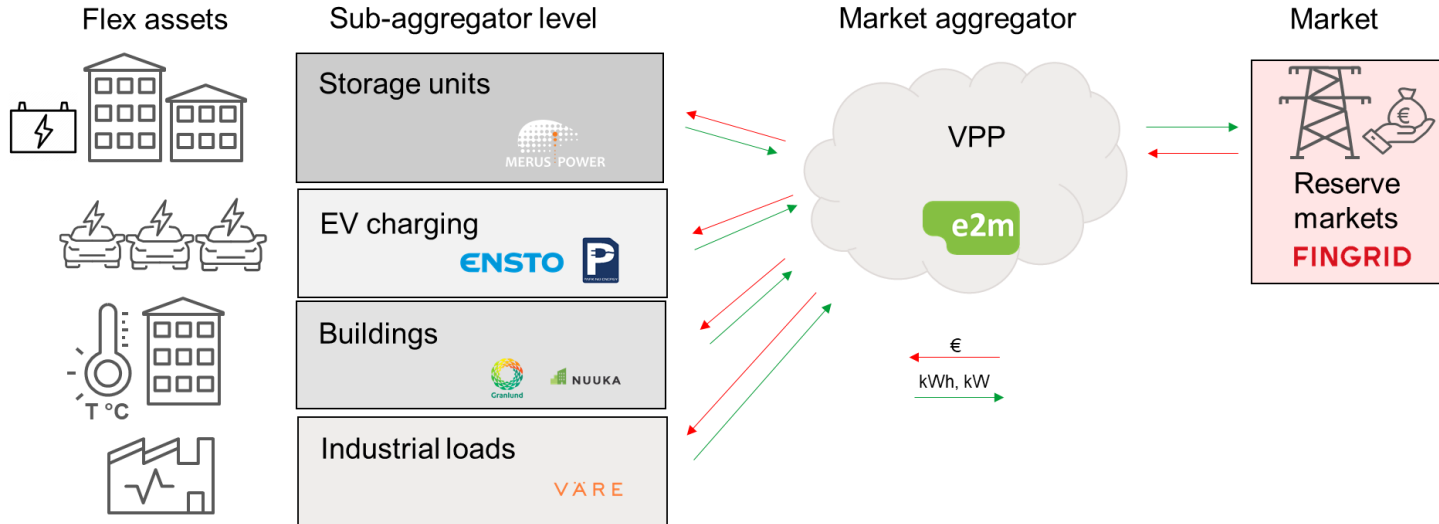 Flex assets
Sub-aggregator level
Market aggregator
Market
Storage units
MERUS POWER
EV charging
ENSTO
P
Buildings
Granlund
NUUKA
T °C
Industrial loads
VÄRE
VPP
e2m
€
kWh, kW
€
Reserve
markets
FINGRID